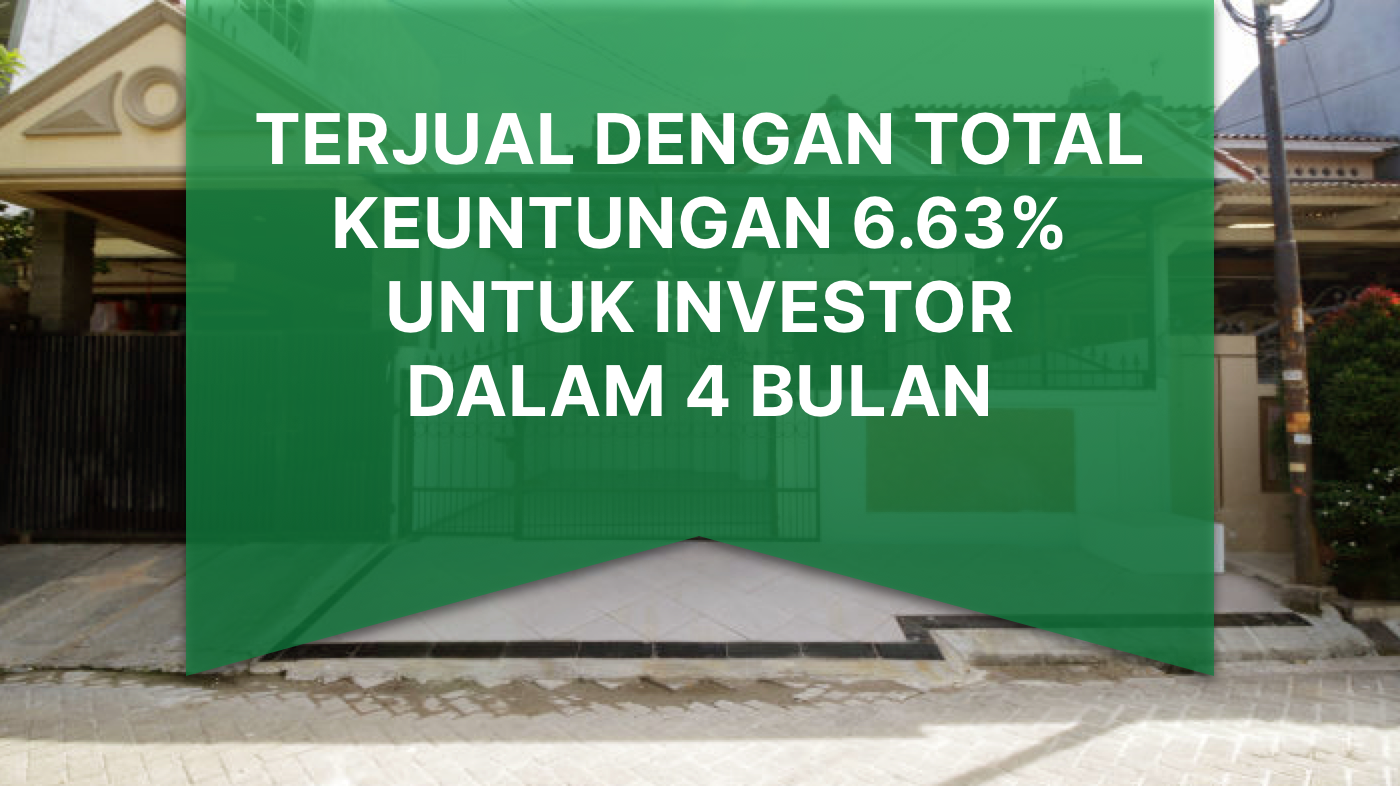 TERJUAL DENGAN TOTAL
KEUNTUNGAN 6.63%
UNTUK INVESTOR
DALAM 4 BULAN